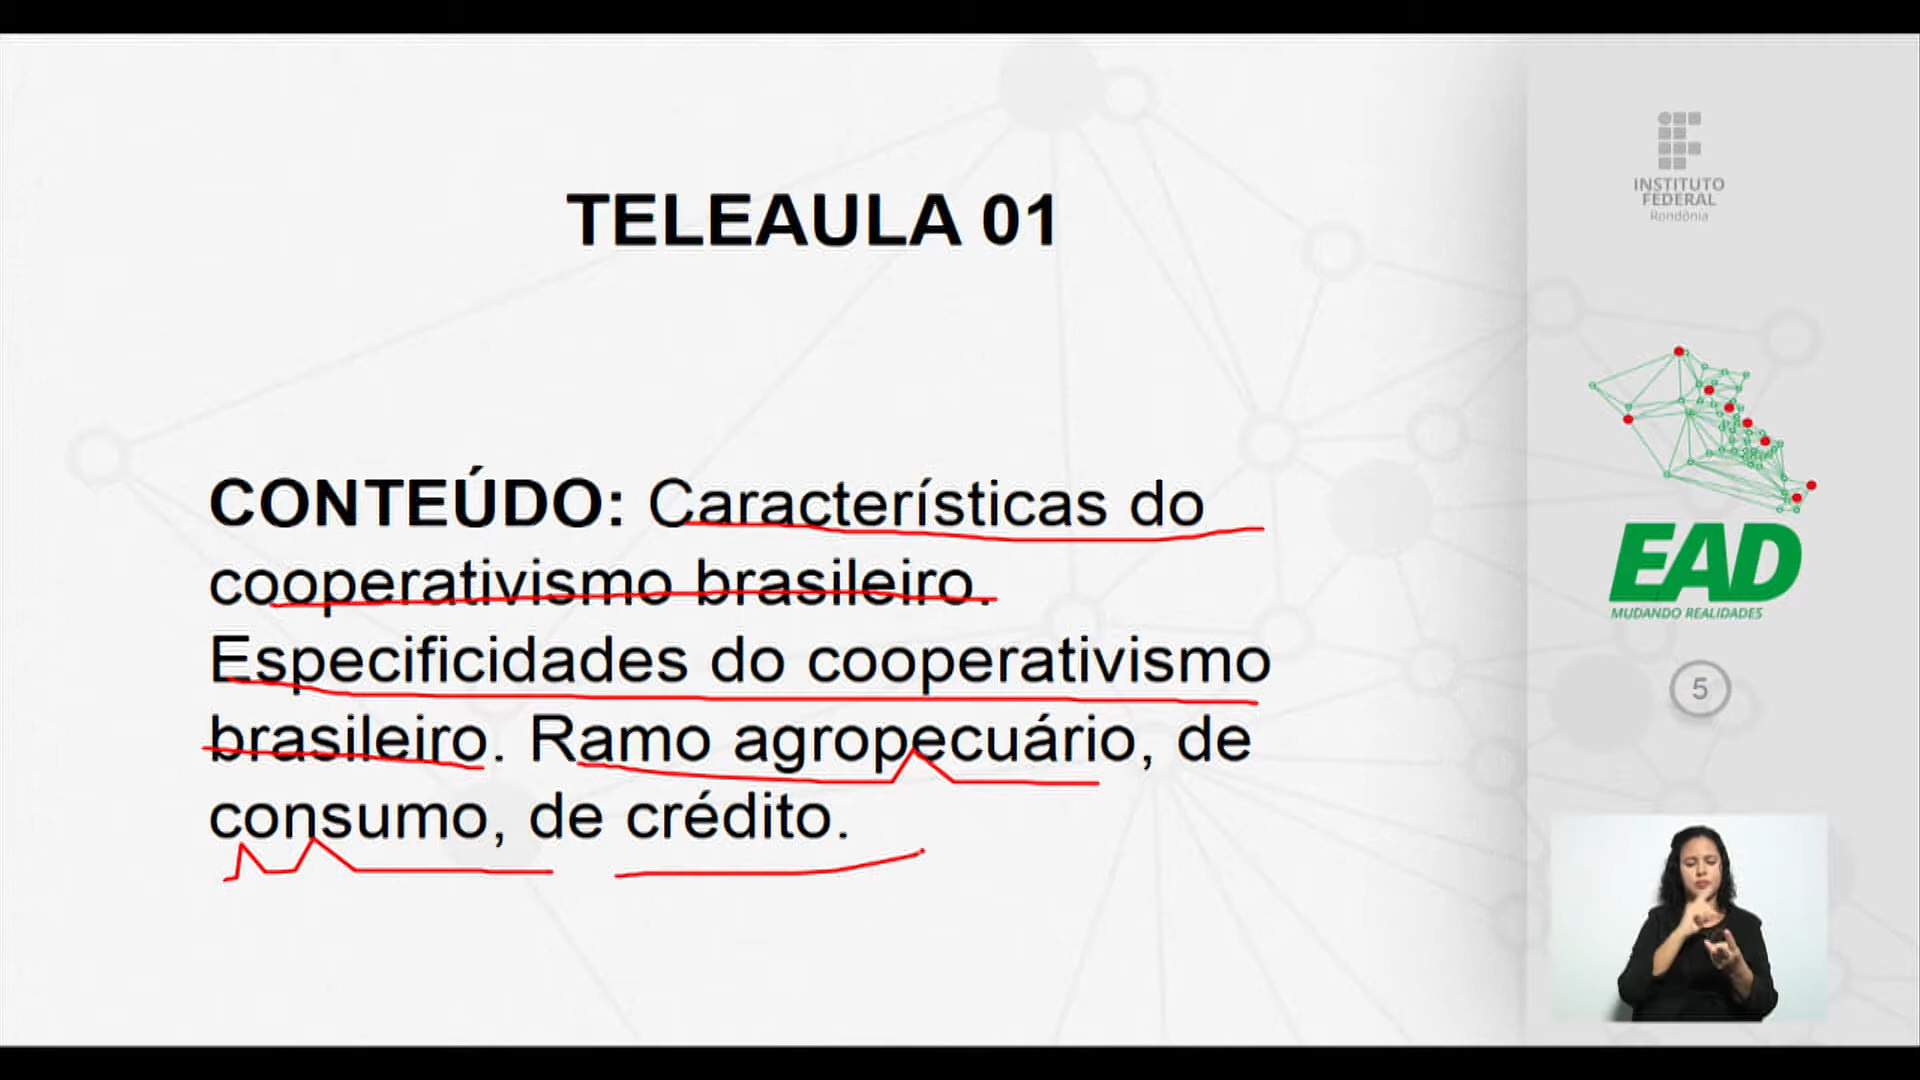 TELEAULA 01
CONTEÚDO: Características do
cooperativismo brasileiro.
Especificidades do cooperativismo
brasileiro. Ramo agropecuário, de
consumo, de crédito.
INSTITUTO
FEDERAL
Rondônia
EAD
MUDANDO REALIDADES
5